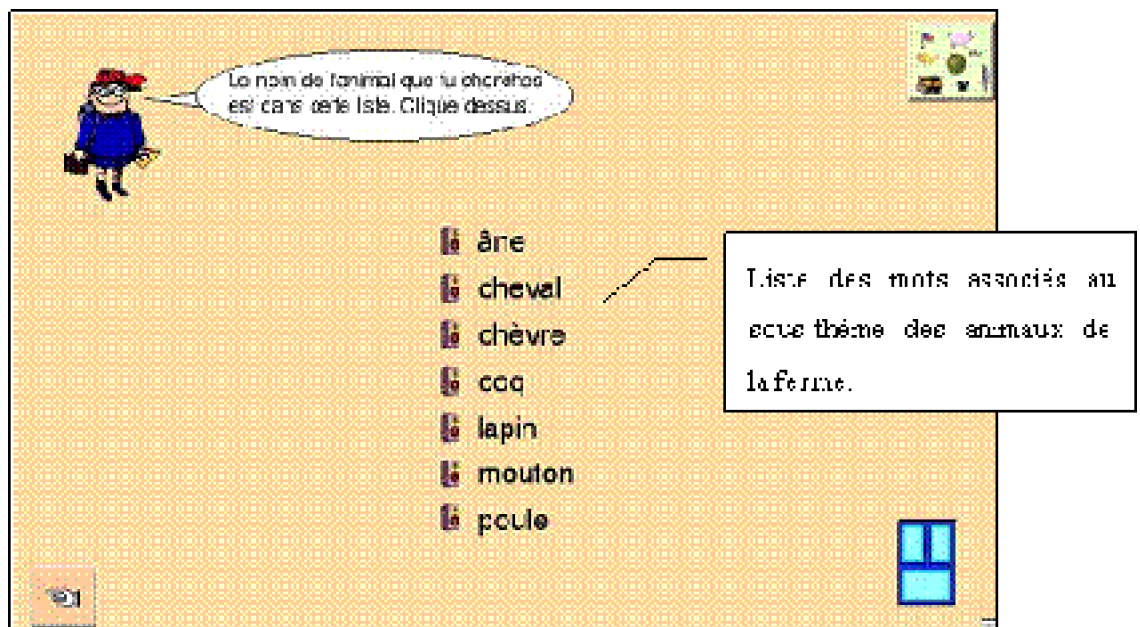 Le nom de l'animal que tu cherches
est dans cette liste. Clique dessus.
âne
cheval
chèvre
coq
lapin
mouton
poule
Liste des mots associés au
sous thème des animaux de
la ferme.